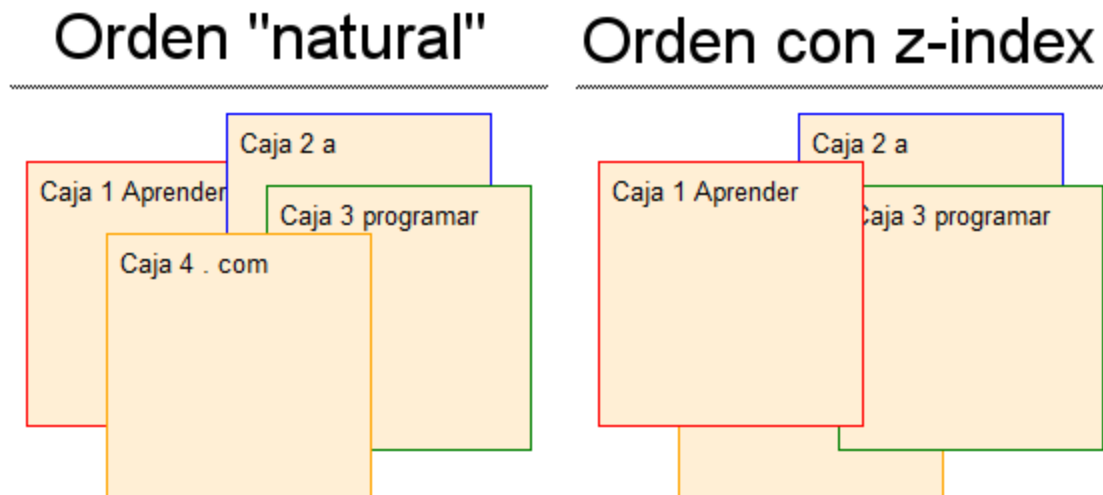 Orden "natural"
Caja 2 a
Caja 1 Aprender
Caja 3 programar
Caja 4 . com
Orden con z-index
Caja 2 a
Caja 1 Aprender
Caja 3 programar